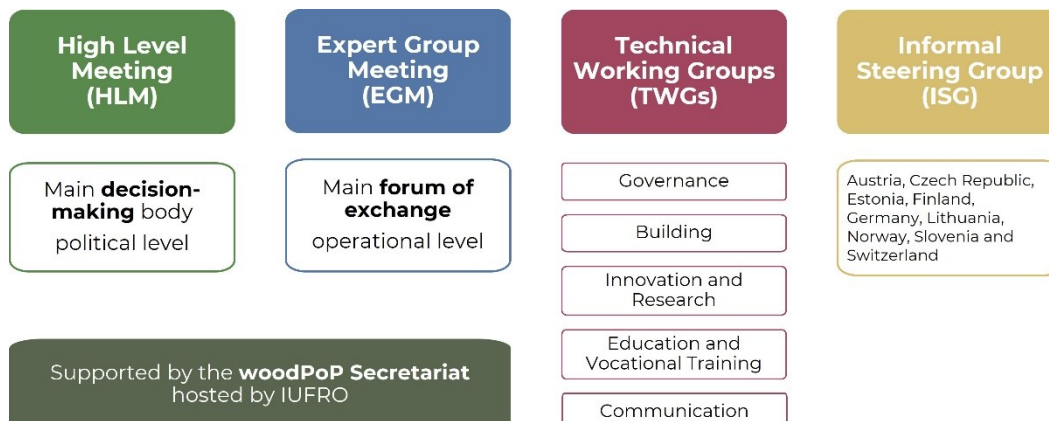 High Level
Meeting
(HLM)
Main decision-
making body
political level
Expert Group
Meeting
(EGM)
Main forum of
exchange
operational level
Supported by the woodPoP Secretariat
hosted by IUFRO
Technical
Working Groups
(TWGs)
Governance
Building
Innovation and
Research
Education and
Vocational Training
Communication
Informal
Steering Group
(ISG)
Austria, Czech Republic,
Estonia, Finland,
Germany, Lithuania,
Norway, Slovenia and
Switzerland